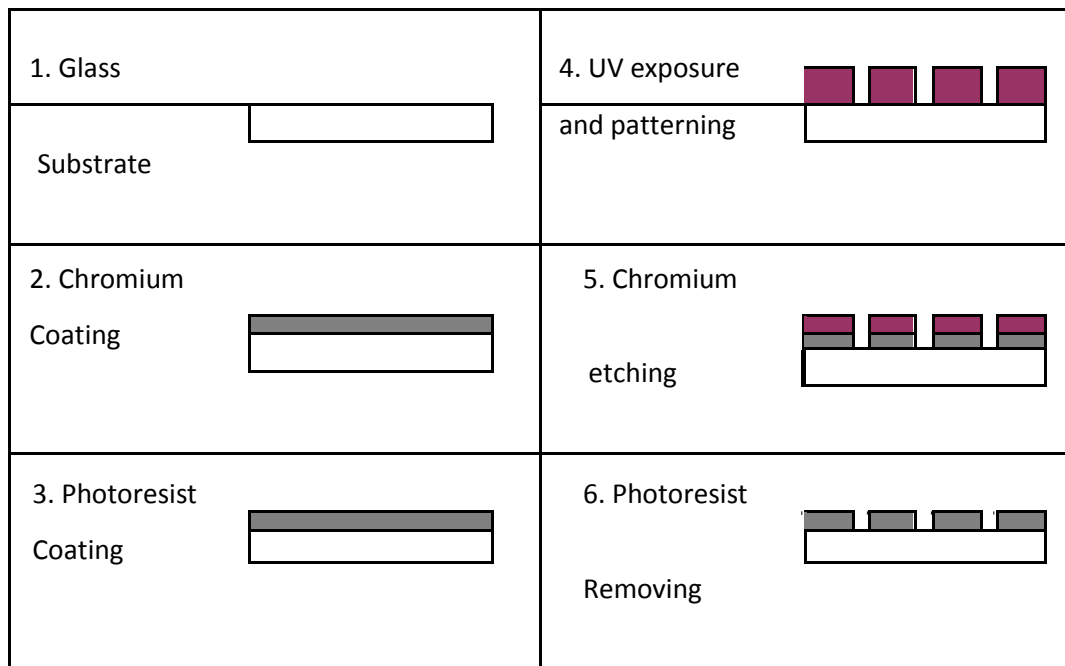 1. Glass
Substrate
2. Chromium
Coating
3. Photoresist
Coating
4. UV exposure
and patterning
5. Chromium
etching
6. Photoresist
Removing